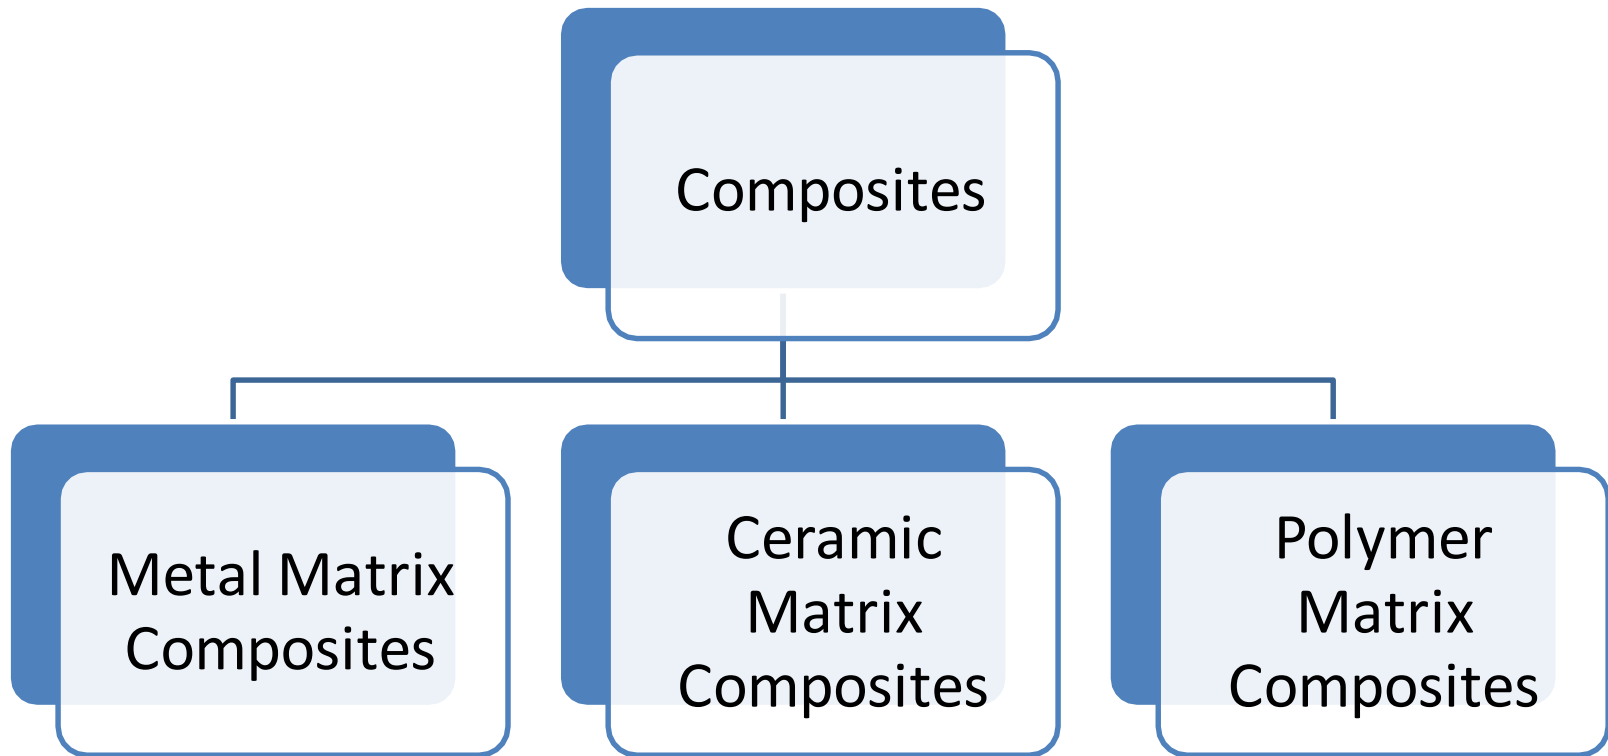 Composites
Metal Matrix
Composites
Ceramic
Matrix
Composites
Polymer
Matrix
Composites